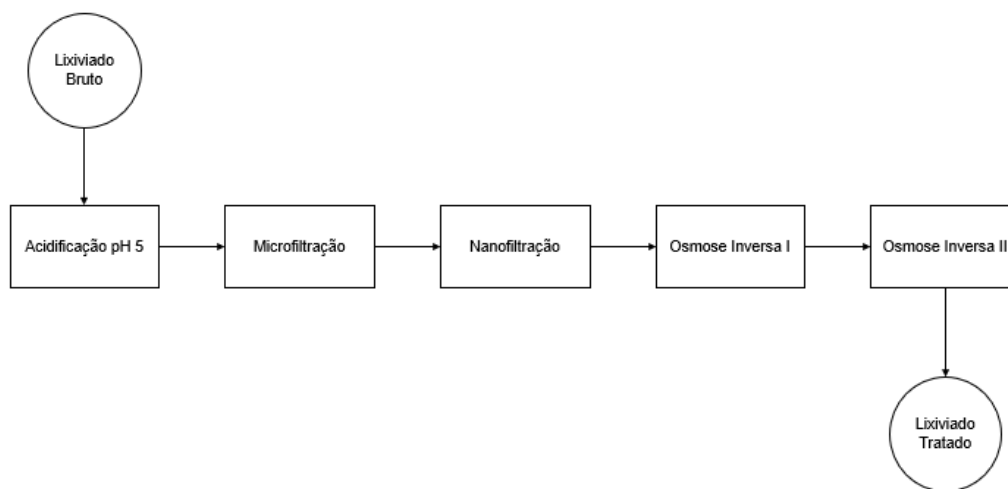 Lixiviado
Bruto
Acidificação pH 5
Microfiltração
Nanofiltração
Osmose Inversa I
Osmose Inversa II
Lixiviado
Tratado